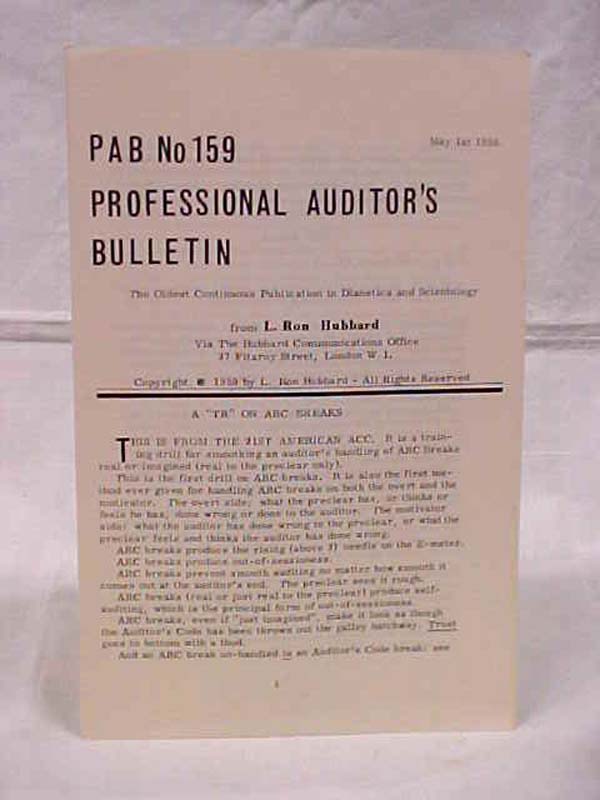 PAB No 159
May 1st 1959
PROFESSIONAL AUDITOR'S
BULLETIN
The Oldest Continuous Publication in Dianetics and Scientology
from L. Ron Hubbard
Via The Hubbard Communications Office
37 Fitzroy Street, London W. 1.
Copyright © 1959 by L. Ron Hubbard - All Rights Reserved
A "TR" ON ARC BREAKS
THIS IS FROM THE 21ST AMERICAN ACC. It is a train-
ing drill for smoothing an auditor's handling of ARC breaks
real or imagined (real to the preclear only).
This is the first drill on ARC breaks. It is also the first me-
thod ever given for handling ARC breaks on both the overt and the
motivator. The overt side: what the preclear has, or thinks or
feels he has, done wrong or done to the auditor. The motivator
side: what the auditor has done wrong to the preclear, or what the
preclear feels and thinks the auditor has done wrong.
ARC breaks produce the rising (above 3) needle on the E-meter.
ARC breaks produce out-of-sessionness.
ARC breaks prevent smooth auditing no matter how smooth it
comes out at the auditor's end. The preclear sees it rough.
ARC breaks (real or just real to the preclear) produce self-
auditing, which is the principal form of out-of-sessionness.
ARC breaks, even if "just imagined", make it look as though
the Auditor's Code has been thrown out the galley hatchway. Trust
goes to bottom with a thud.
And an ARC break un-handled is an Auditor's Code break: see
1